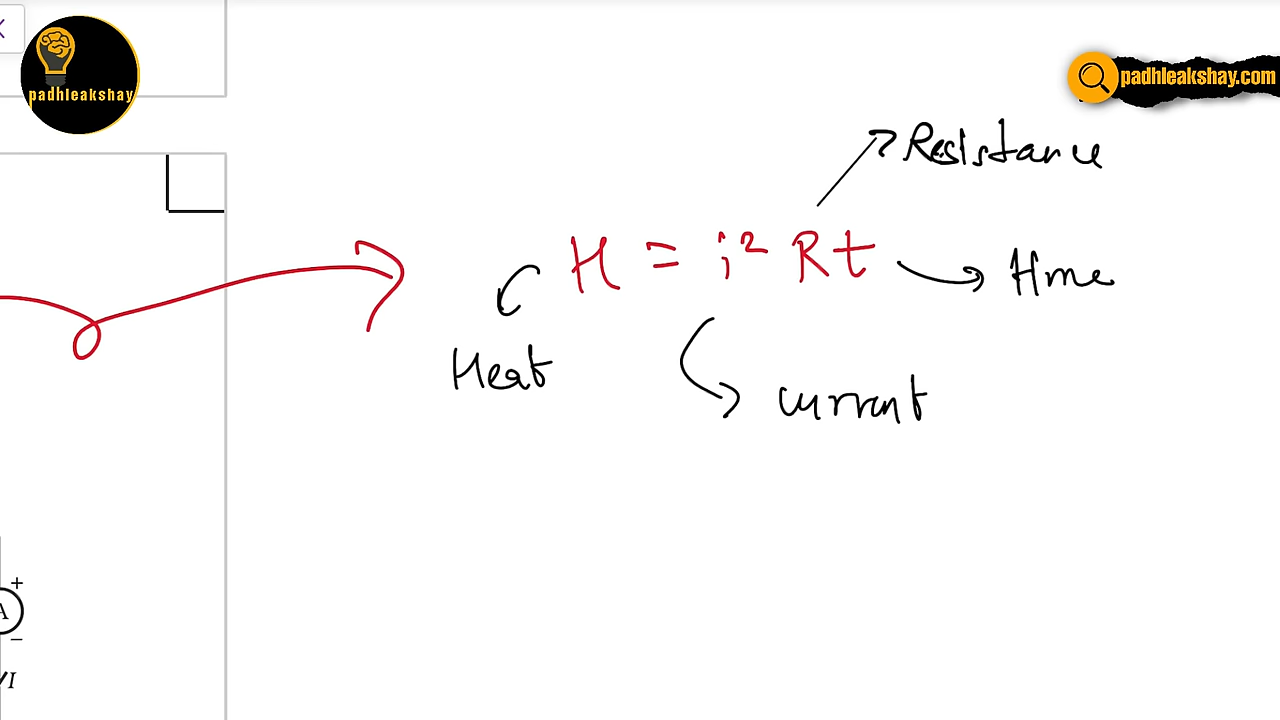 padhleakshay
padhleakshay.com
Resistance
H = i² Rt
time
Heat
current
+
A
−
I